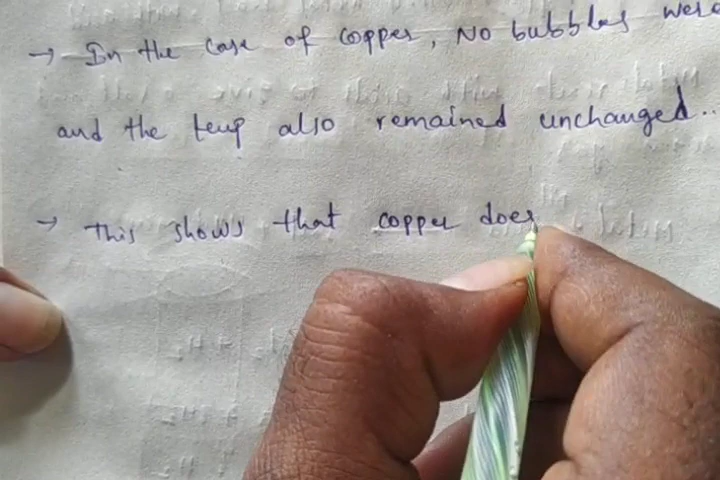 → In the case of copper, No bubbles were
and the temp also remained unchanged..
→ This shows that copper does